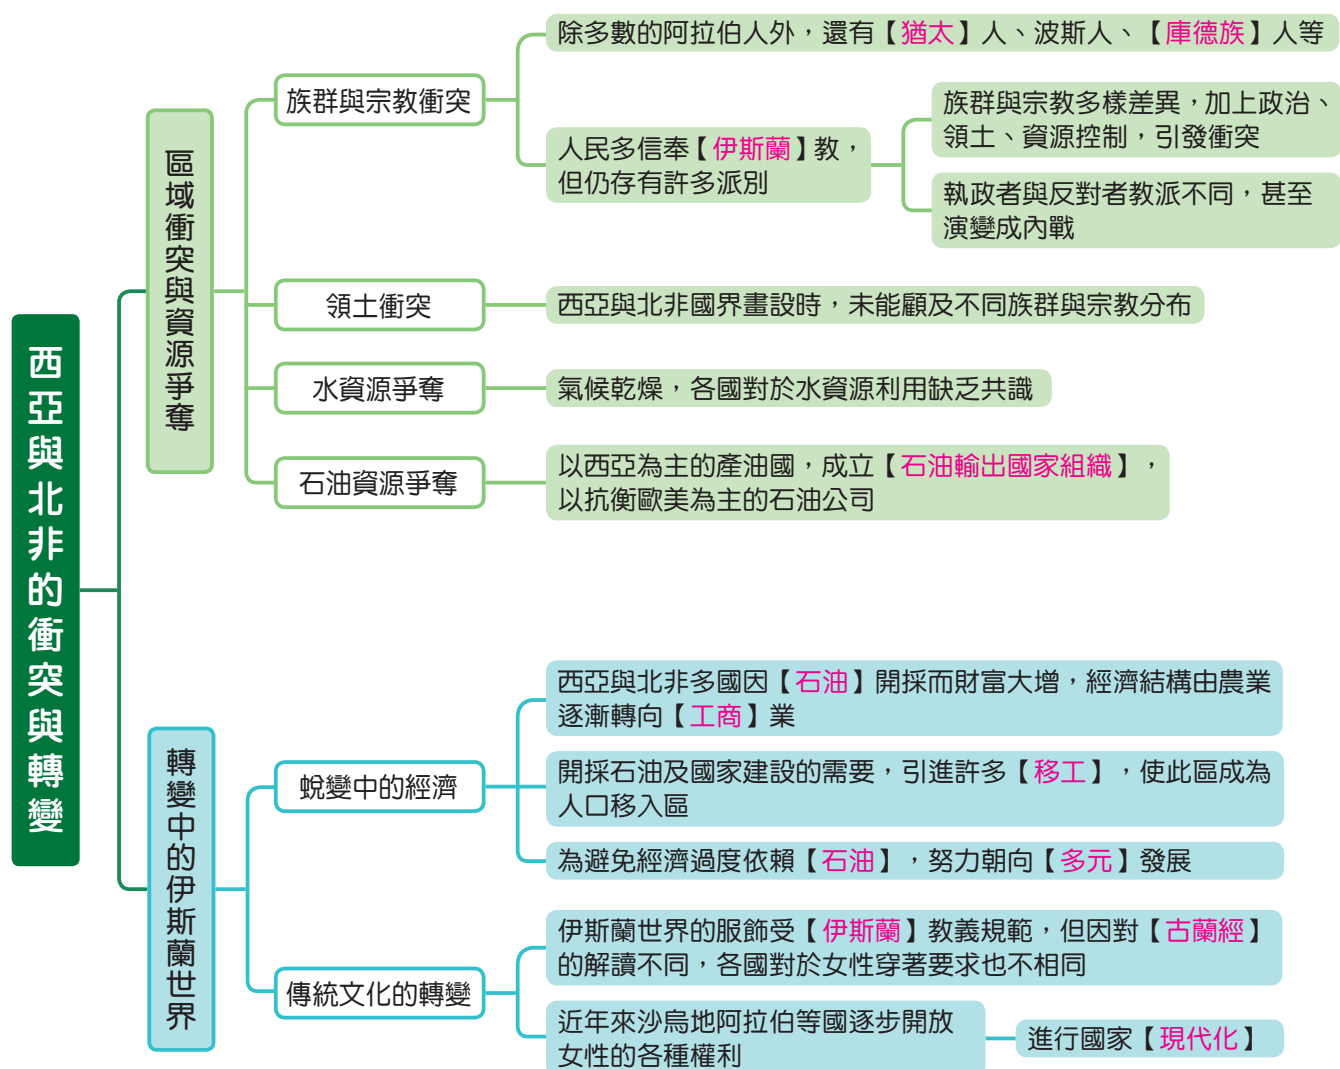 西亞與北非的衝突與轉變
區域衝突與資源爭奪
族群與宗教衝突
除多數的阿拉伯人外，還有【猶太】人、波斯人、【庫德族】人等
人民多信奉【伊斯蘭】教，
但仍存有許多派別
族群與宗教多樣差異，加上政治、
領土、資源控制，引發衝突
執政者與反對者教派不同，甚至
演變成內戰
領土衝突
西亞與北非國界畫設時，未能顧及不同族群與宗教分布
水資源爭奪
氣候乾燥，各國對於水資源利用缺乏共識
石油資源爭奪
以西亞為主的產油國，成立【石油輸出國家組織】，
以抗衡歐美為主的石油公司
轉變中的伊斯蘭世界
蛻變中的經濟
西亞與北非多國因【石油】開採而財富大增，經濟結構由農業
逐漸轉向【工商】業
開採石油及國家建設的需要，引進許多【移工】，使此區成為
人口移入區
為避免經濟過度依賴【石油】，努力朝向【多元】發展
傳統文化的轉變
伊斯蘭世界的服飾受【伊斯蘭】教義規範，但因對【古蘭經】
的解讀不同，各國對於女性穿著要求也不相同
近年來沙烏地阿拉伯等國逐步開放
女性的各種權利
進行國家【現代化】